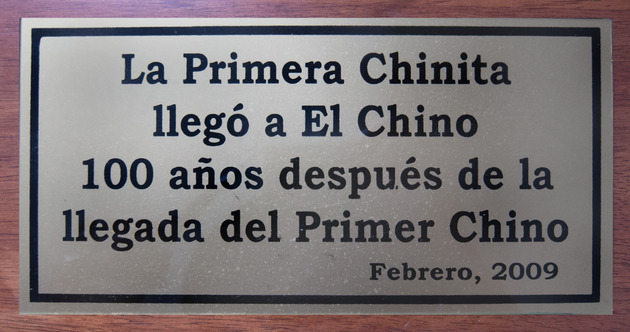 La Primera Chinita
llegó a El Chino
100 años después de la
llegada del Primer Chino
Febrero, 2009